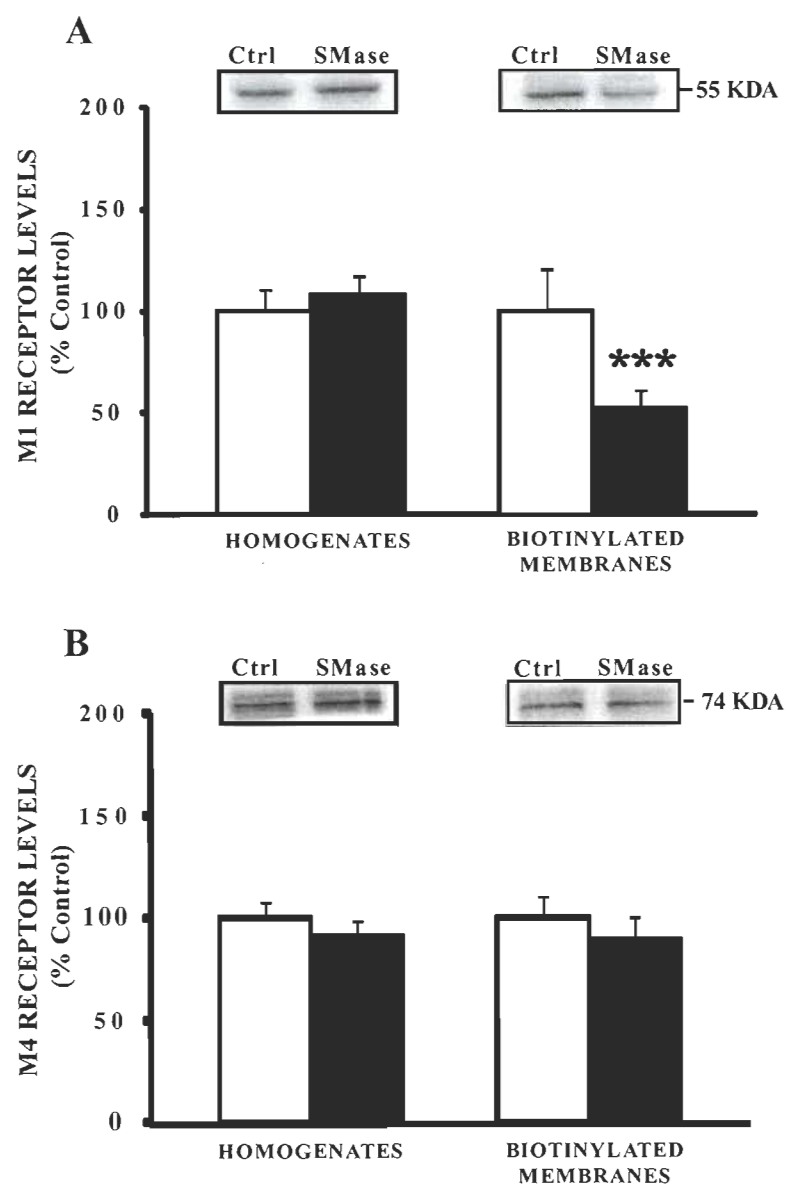 A
Ctrl SMase Ctrl SMase
55 KDA
200
150
100
50
0
M1 RECEPTOR LEVELS
(% Control)
***
HOMOGENATES
BIOTINYLATED
MEMBRANES
B
Ctrl SMase Ctrl SMase
74 KDA
200
150
100
50
0
M4 RECEPTOR LEVELS
(% Control)
HOMOGENATES
BIOTINYLATED
MEMBRANES